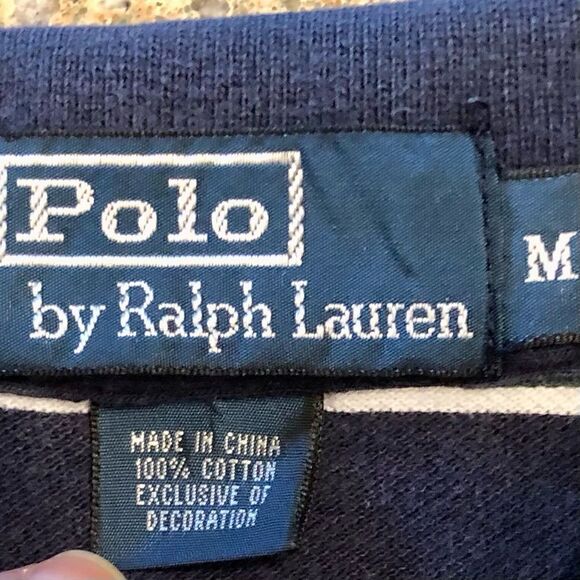 Polo
by Ralph Lauren
M
MADE IN CHINA
100% COTTON
EXCLUSIVE OF
DECORATION